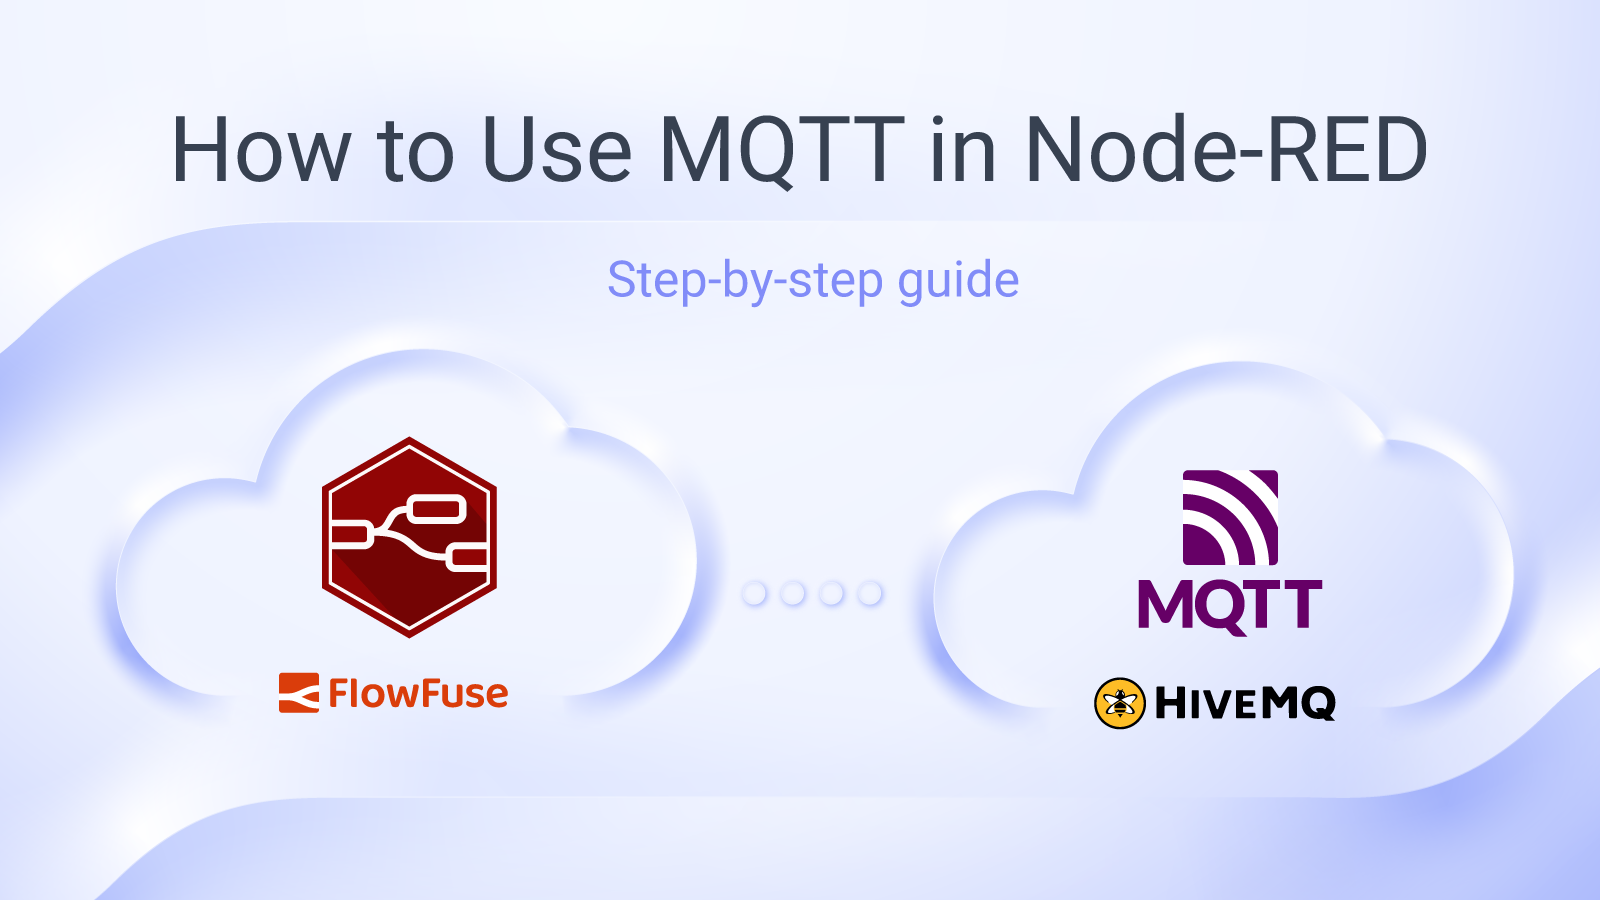 How to Use MQTT in Node-RED
Step-by-step guide
MQTT
FlowFuse
HIVEMQ